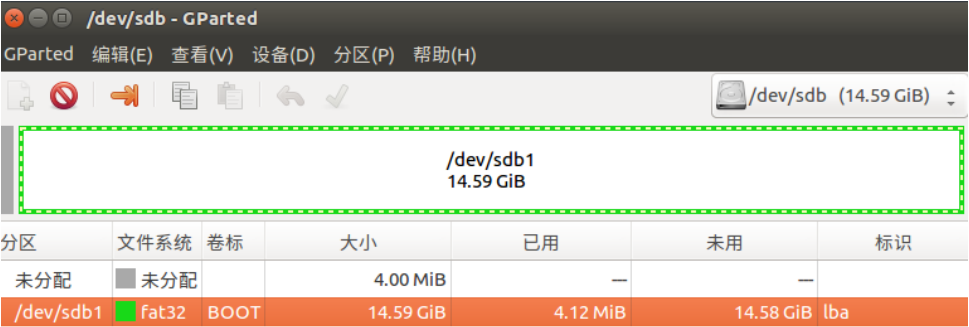 /dev/sdb - GParted
GParted 编辑(E) 查看(V) 设备(D) 分区(P) 帮助(H)
/dev/sdb (14.59 GiB)
/dev/sdb1
14.59 GiB
分区 文件系统 卷标 大小 已用 未用 标识
未分配 未分配 4.00 MiB --- ---
/dev/sdb1 fat32 BOOT 14.59 GiB 4.12 MiB 14.58 GiB lba